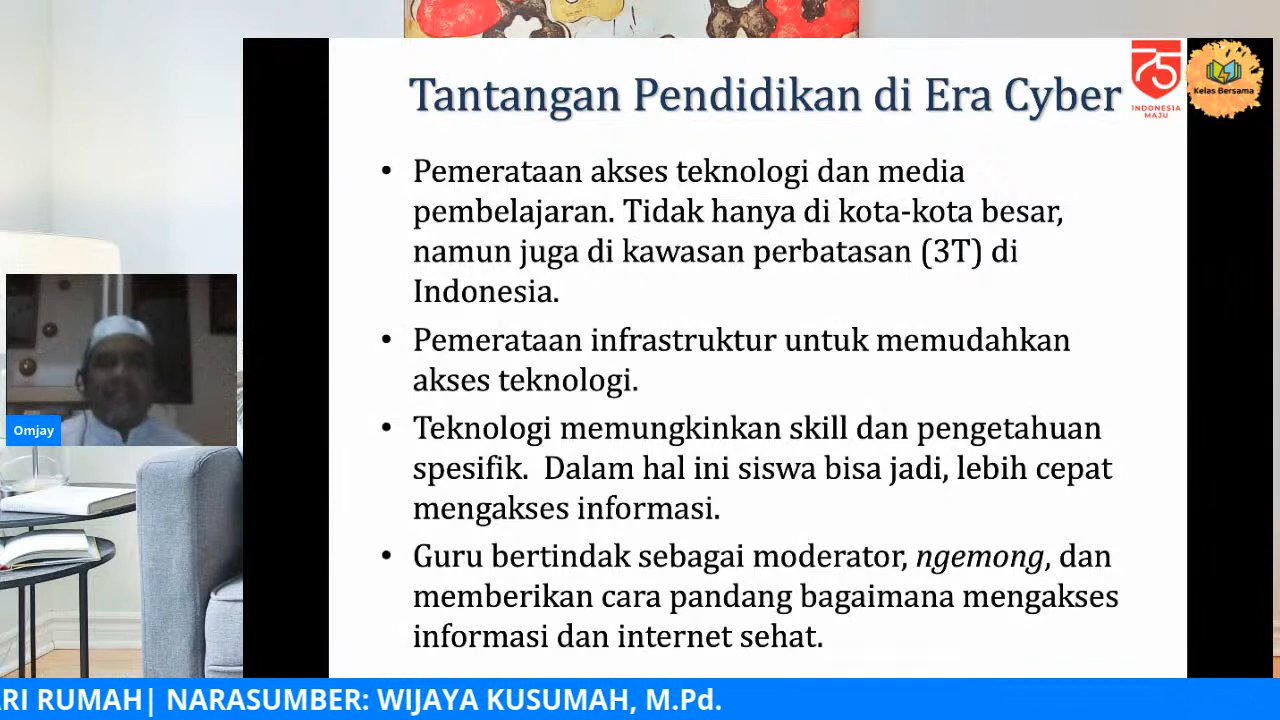 Tantangan Pendidikan di Era Cyber
75
INDONESIA
MAJU
Kelas Bersama
• Pemerataan akses teknologi dan media
pembelajaran. Tidak hanya di kota-kota besar,
namun juga di kawasan perbatasan (3T) di
Indonesia.
• Pemerataan infrastruktur untuk memudahkan
akses teknologi.
• Teknologi memungkinkan skill dan pengetahuan
spesifik.  Dalam hal ini siswa bisa jadi, lebih cepat
mengakses informasi.
• Guru bertindak sebagai moderator, ngemong, dan
memberikan cara pandang bagaimana mengakses
informasi dan internet sehat.
Omjay
ARI RUMAH| NARASUMBER: WIJAYA KUSUMAH, M.Pd.